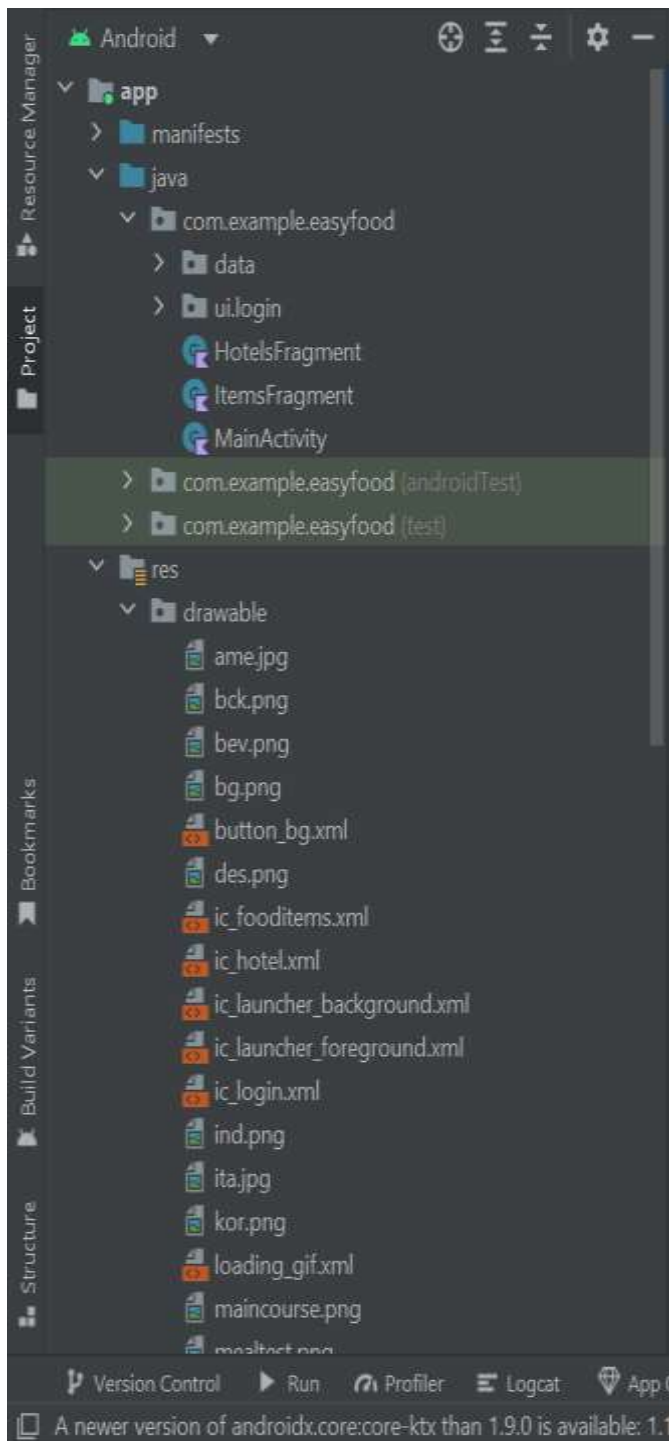 Android
app
manifests
java
com.example.easyfood
data
ui.login
HotelsFragment
ItemsFragment
MainActivity
com.example.easyfood (androidTest)
com.example.easyfood (test)
res
drawable
ame.jpg
bck.png
bev.png
bg.png
button_bg.xml
des.png
ic_fooditems.xml
ic_hotel.xml
ic_launcher_background.xml
ic_launcher_foreground.xml
ic_login.xml
ind.png
ita.jpg
kor.png
loading_gif.xml
maincourse.png
mealtest.png
Resource Manager
Project
Bookmarks
Build Variants
Structure
Version Control Run Profiler Logcat App
A newer version of androidx.core:core-ktx than 1.9.0 is available: 1.1